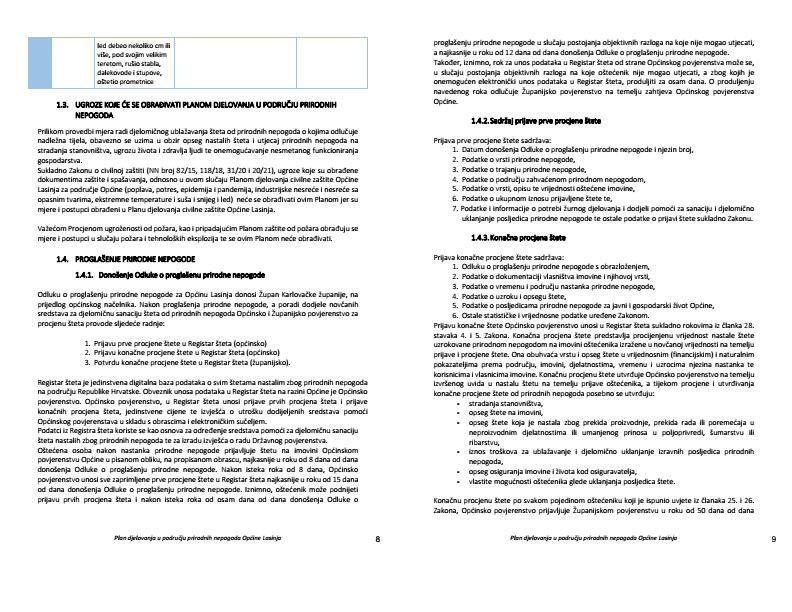 led debeo nekoliko cm ili
više, pod svojim velikim
teretom, rušio stabla,
dalekovode i stupove,
oštetio prometnice
1.3. UGROZE KOJE ĆE SE OBRAĐIVATI PLANOM DJELOVANJA U PODRUČJU PRIRODNIH
NEPOGODA
Prilikom provedbi mjera radi djelomičnog ublažavanja šteta od prirodnih nepogoda o kojima odlučuje
nadležna tijela, obavezno se uzima u obzir opseg nastalih šteta i utjecaj prirodnih nepogoda na
stradanja stanovništva, ugrozu života i zdravlja ljudi te onemogućavanje nesmetanog funkcioniranja
gospodarstva.
Sukladno Zakonu o civilnoj zaštiti (NN broj 82/15, 118/18, 31/20 i 20/21), ugroze koje su obrađene
dokumentima zaštite i spašavanja, odnosno u ovom slučaju Planom djelovanja civilne zaštite Općine
Lasinja za područje Općine (poplava, potres, epidemija i pandemija, industrijske nesreće i nesreće sa
opasnim tvarima, ekstremne temperature i suša i snijeg i led) neće se obrađivati ovim Planom jer su
mjere i postupci obrađeni u Planu djelovanja civilne zaštite Općine Lasinja.
Važećom Procjenom ugroženosti od požara, kao i pripadajućim Planom zaštite od požara obrađuju se
mjere i postupci u slučaju požara i tehnoloških eksplozija te se ovim Planom neće obrađivati.
1.4. PROGLAŠENJE PRIRODNE NEPOGODE
1.4.1. Donošenje Odluke o proglašenu prirodne nepogode
Odluku o proglašenju prirodne nepogode za Općinu Lasinja donosi Župan Karlovačke županije, na
prijedlog općinskog načelnika. Nakon proglašenja prirodne nepogode, a poradi dodjele novčanih
sredstava za djelomičnu sanaciju šteta od prirodnih nepogoda Općinsko i Županijsko povjerenstvo za
procjenu šteta provode sljedeće radnje:
1. Prijavu prve procjene štete u Registar šteta (općinsko)
2. Prijavu konačne procjene štete u Registar šteta (općinsko)
3. Potvrdu konačne procjene štete u Registar šteta (županijsko).
Registar šteta je jedinstvena digitalna baza podataka o svim štetama nastalim zbog prirodnih nepogoda
na području Republike Hrvatske. Obveznik unosa podataka u Registar šteta na razini Općine je Općinsko
povjerenstvo. Općinsko povjerenstvo, u Registar šteta unosi prijave prvih procjena šteta i prijave
konačnih procjena šteta, jedinstvene cijene te izvješća o utrošku dodijeljenih sredstava pomoći
Općinskog povjerenstava u skladu s obrascima i elektroničkim sučeljem.
Podatci iz Registra šteta koriste se kao osnova za određenje sredstava pomoći za djelomičnu sanaciju
šteta nastalih zbog prirodnih nepogoda te za izradu izvješća o radu Državnog povjerenstva.
Oštećena osoba nakon nastanka prirodne nepogode prijavljuje štetu na imovini Općinskom
povjerenstvu Općine u pisanom obliku, na propisanom obrascu, najkasnije u roku od 8 dana od dana
donošenja Odluke o proglašenju prirodne nepogode. Nakon isteka roka od 8 dana, Općinsko
povjerenstvo unosi sve zaprimljene prve procjene štete u Registar šteta najkasnije u roku od 15 dana
od dana donošenja Odluke o proglašenju prirodne nepogode. Iznimno, oštećenik može podnijeti
prijavu prvih procjena šteta i nakon isteka roka od osam dana od dana donošenja Odluke o
Plan djelovanja u području prirodnih nepogoda Općine Lasinja
8
proglašenju prirodne nepogode u slučaju postojanja objektivnih razloga na koje nije mogao utjecati,
a najkasnije u roku od 12 dana od dana donošenja Odluke o proglašenju prirodne nepogode.
Također, iznimno, rok za unos podataka u Registar šteta od strane Općinskog povjerenstva može se,
u slučaju postojanja objektivnih razloga na koje oštećenik nije mogao utjecati, a zbog kojih je
onemogućen elektronički unos podataka u Registar šteta, produljiti za osam dana. O produljenju
navedenog roka odlučuje Županijsko povjerenstvo na temelju zahtjeva Općinskog povjerenstva
Općine.
1.4.2. Sadržaj prijave prve procjene štete
Prijava prve procjene štete sadržava:
1. Datum donošenja Odluke o proglašenju prirodne nepogode i njezin broj,
2. Podatke o vrsti prirodne nepogode,
3. Podatke o trajanju prirodne nepogode,
4. Podatke o području zahvaćenom prirodnom nepogodom,
5. Podatke o vrsti, opisu te vrijednosti oštećene imovine,
6. Podatke o ukupnom iznosu prijavljene štete te,
7. Podatke i informacije o potrebi žurnog djelovanja i dodjeli pomoći za sanaciju i djelomično
uklanjanje posljedica prirodne nepogode te ostale podatke o prijavi štete sukladno Zakonu.
1.4.3. Konačna procjena štete
Prijava konačne procjene štete sadržava:
1. Odluku o proglašenju prirodne nepogode s obrazloženjem,
2. Podatke o dokumentaciji vlasništva imovine i njihovoj vrsti,
3. Podatke o vremenu i području nastanka prirodne nepogode,
4. Podatke o uzroku i opsegu štete,
5. Podatke o posljedicama prirodne nepogode za javni i gospodarski život Općine,
6. Ostale statističke i vrijednosne podatke uređene Zakonom.
Prijavu konačne štete Općinsko povjerenstvo unosi u Registar šteta sukladno rokovima iz članka 28.
stavaka 4. i 5. Zakona. Konačna procjena štete predstavlja procijenjenu vrijednost nastale štete
uzrokovane prirodnom nepogodom na imovini oštećenika izražene u novčanoj vrijednosti na temelju
prijave i procjene štete. Ona obuhvaća vrstu i opseg štete u vrijednosnim (financijskim) i naturalnim
pokazateljima prema području, imovini, djelatnostima, vremenu i uzrocima njezina nastanka te
korisnicima i vlasnicima imovine. Konačnu procjenu štete utvrđuje Općinsko povjerenstvo na temelju
izvršenog uvida u nastalu štetu na temelju prijave oštećenika, a tijekom procjene i utvrđivanja
konačne procjene štete od prirodne nepogode posebno se utvrđuju:
- stradanja stanovništva,
- opseg štete na imovini,
- opseg štete koja je nastala zbog prekida proizvodnje, prekida rada ili poremećaja u
neproizvodnim djelatnostima ili umanjenog prinosa u poljoprivredi, šumarstvu ili
ribarstvu,
- iznos troškova za ublažavanje i djelomično uklanjanje izravnih posljedica prirodnih
nepogoda,
- opseg osiguranja imovine i života kod osiguravatelja,
- vlastite mogućnosti oštećenika glede uklanjanja posljedica štete.
Konačnu procjenu štete po svakom pojedinom oštećeniku koji je ispunio uvjete iz članaka 25. i 26.
Zakona, Općinsko povjerenstvo prijavljuje Županijskom povjerenstvu u roku od 50 dana od dana
Plan djelovanja u području prirodnih nepogoda Općine Lasinja
9